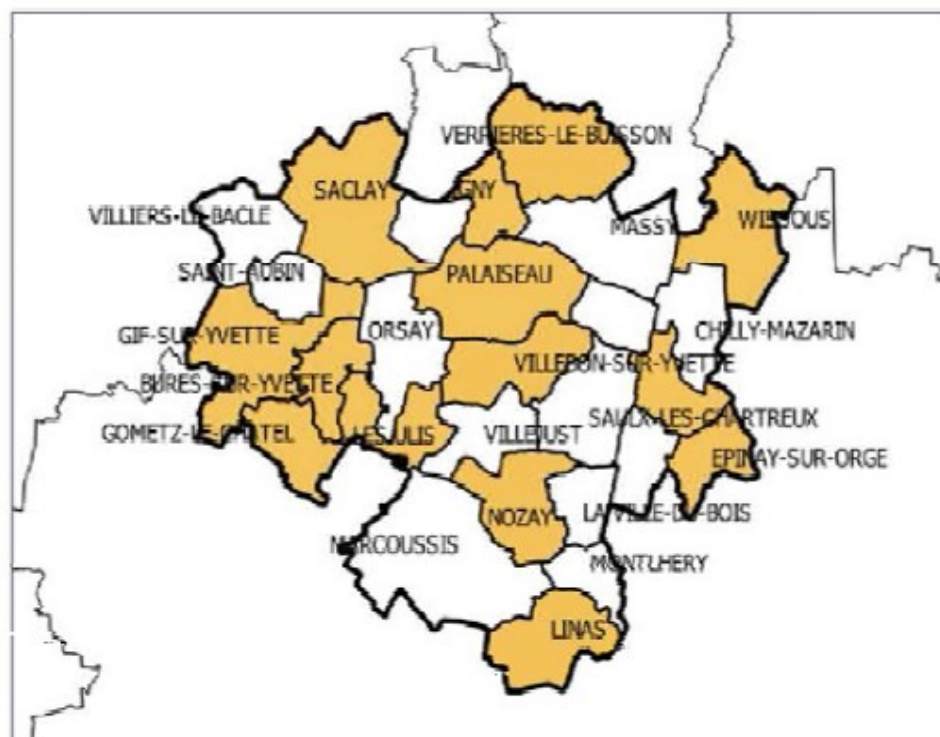 VERRIERES-LE-BUISSON
SACLAY
IGNY
VILLIERS-LE-BACLE
MASSY
WISSOUS
SAINT-AUBIN
PALAISEAU
GIF-SUR-YVETTE
ORSAY
CHILLY-MAZARIN
VILLEBON-SUR-YVETTE
BURES-SUR-YVETTE
SAULX-LES-CHARTREUX
GOMETZ-LE-CHATEL
LES ULIS
VILLEJUST
EPINAY-SUR-ORGE
NOZAY
LA VILLE-DU-BOIS
MARCOUSSIS
MONTLHERY
LINAS